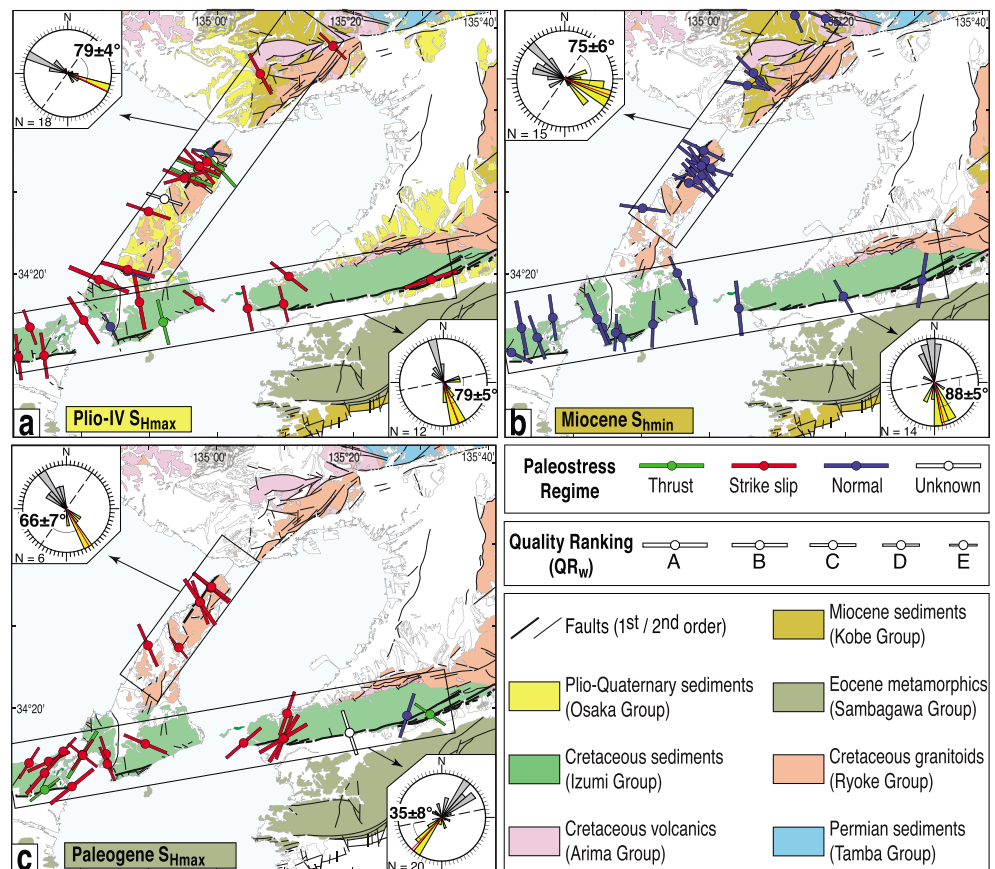 135°00'
135°20'
135°40'
N
79±4°
N = 18
34°20'
N
79±5°
N = 12
a
Plio-IV SHmax
135°00'
135°20'
N
75±6°
N = 15
N
88±5°
N = 14
b
Miocene Shmin
135°00'
135°20'
135°40'
N
66±7°
N = 6
34°20'
N
35±8°
N = 20
c
Paleogene SHmax
Paleostress
Regime
Thrust
Strike slip
Normal
Unknown
Quality Ranking
(QRw)
A
B
C
D
E
Faults (1st / 2nd order)
Miocene sediments
(Kobe Group)
Plio-Quaternary sediments
(Osaka Group)
Eocene metamorphics
(Sambagawa Group)
Cretaceous sediments
(Izumi Group)
Cretaceous granitoids
(Ryoke Group)
Cretaceous volcanics
(Arima Group)
Permian sediments
(Tamba Group)